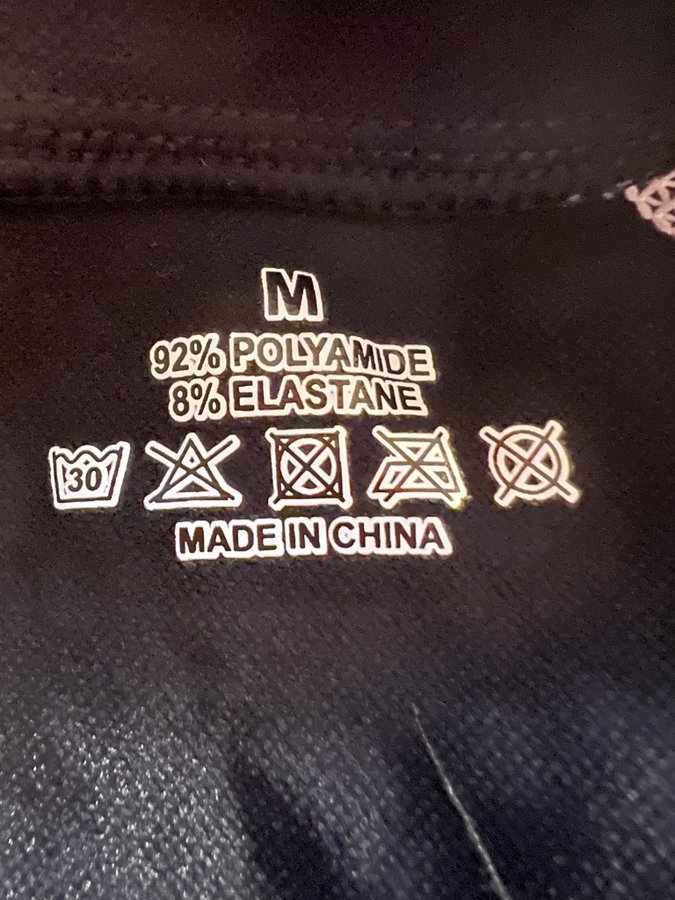 M
92% POLYAMIDE
8% ELASTANE
30
MADE IN CHINA